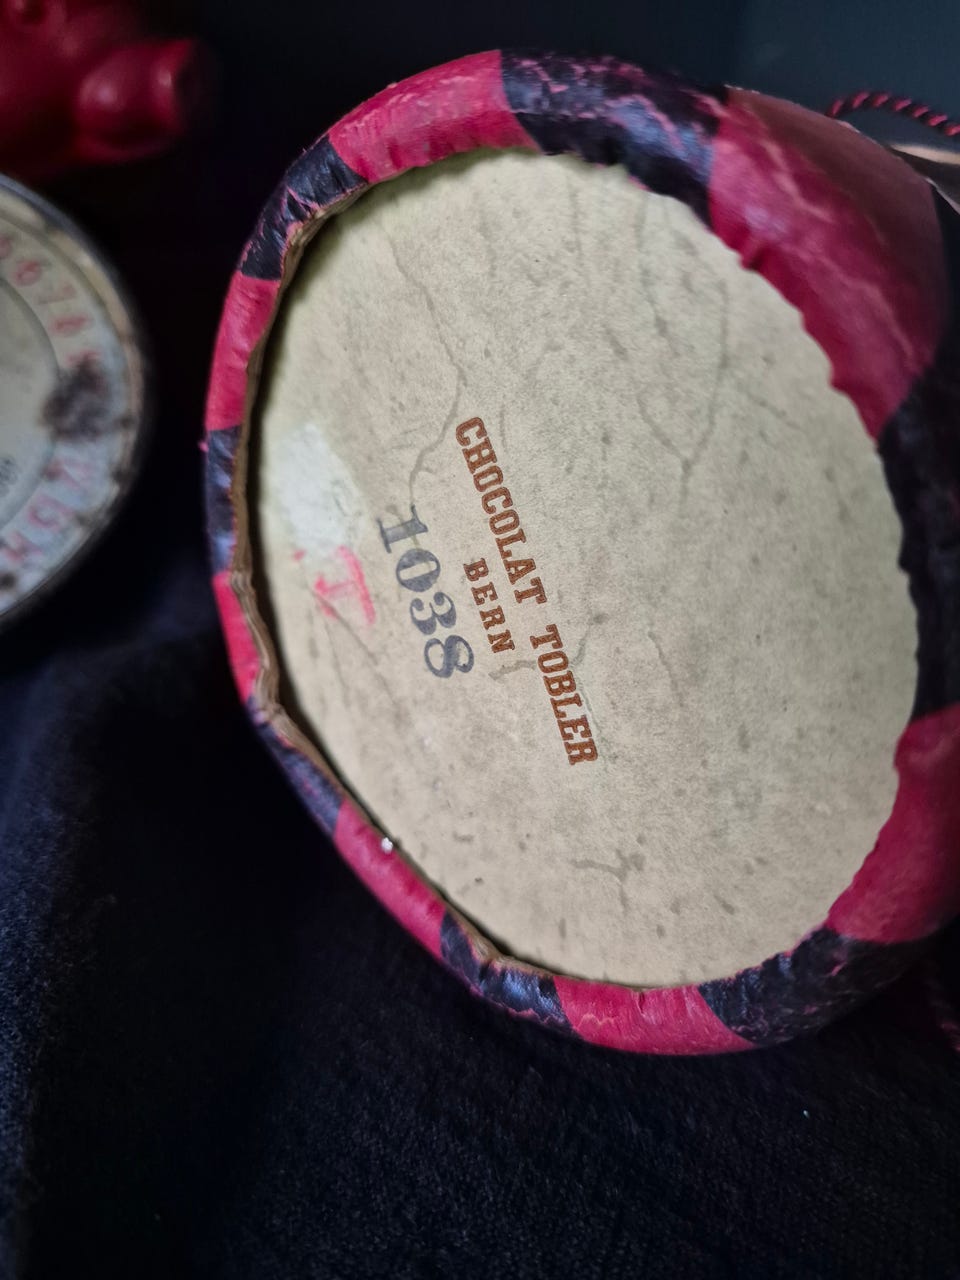 CHOCOLAT TOBLER
BERN
1038
I